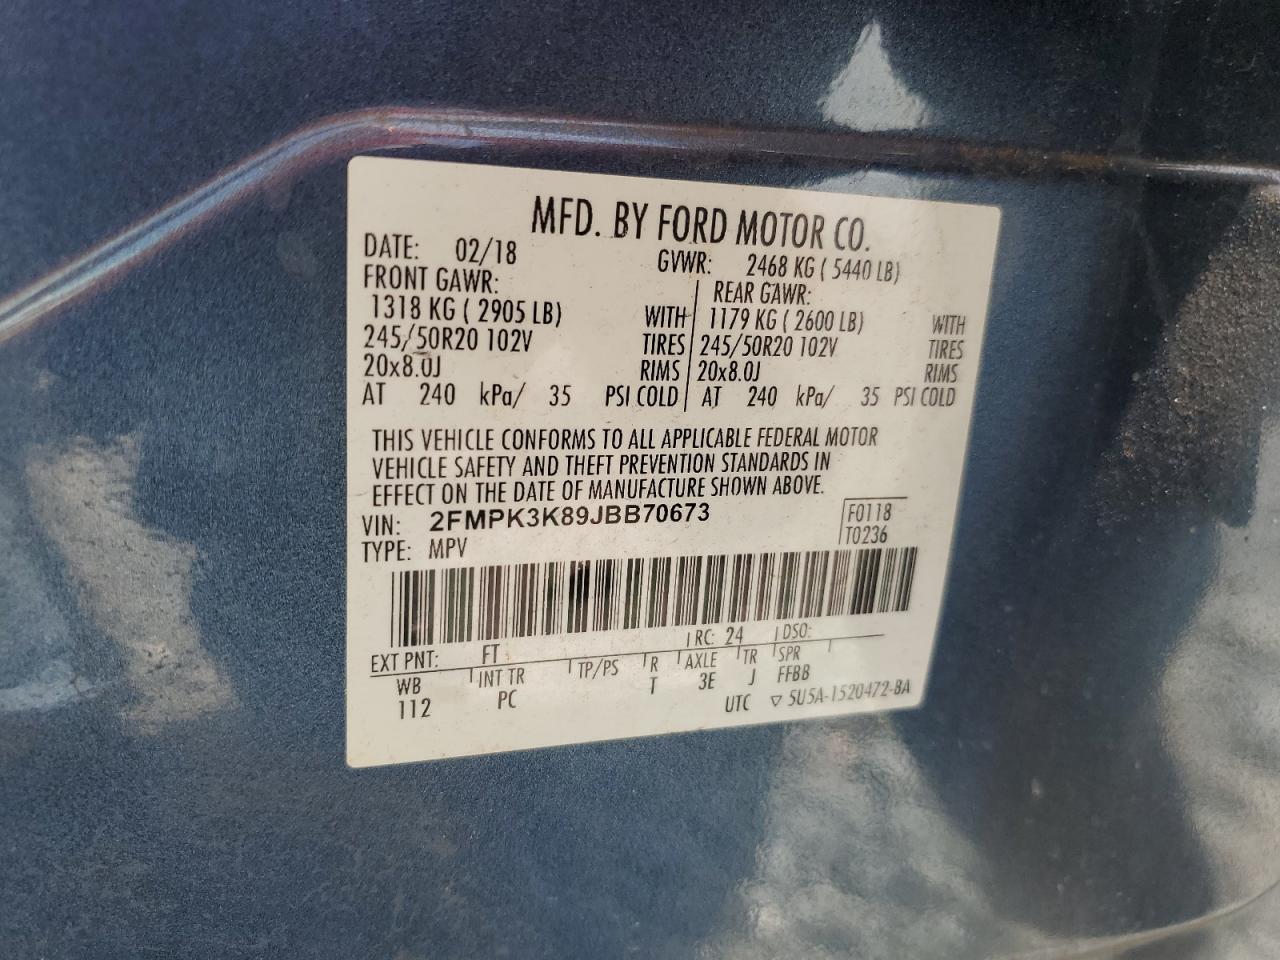 MFD. BY FORD MOTOR CO.
DATE: 02/18 GVWR: 2468 KG ( 5440 LB)
FRONT GAWR: REAR GAWR:
1318 KG ( 2905 LB) WITH 1179 KG ( 2600 LB) WITH
245/50R20 102V TIRES 245/50R20 102V TIRES
20x8.0J RIMS 20x8.0J RIMS
AT 240 kPa/ 35 PSI COLD AT 240 kPa/ 35 PSI COLD
THIS VEHICLE CONFORMS TO ALL APPLICABLE FEDERAL MOTOR
VEHICLE SAFETY AND THEFT PREVENTION STANDARDS IN
EFFECT ON THE DATE OF MANUFACTURE SHOWN ABOVE.
VIN: 2FMPK3K89JBB70673 F0118
TYPE: MPV T0236
EXT PNT: FT RC: 24 DSO:
WB INT TR TP/PS R AXLE TR SPR
112 PC T 3E J FFBB
UTC ▽ 5U5A-1520472-BA